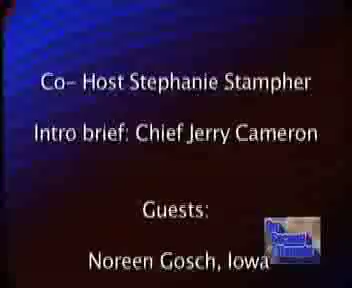 Co- Host Stephanie Stampher
Intro brief: Chief Jerry Cameron
Guests:
Noreen Gosch, Iowa